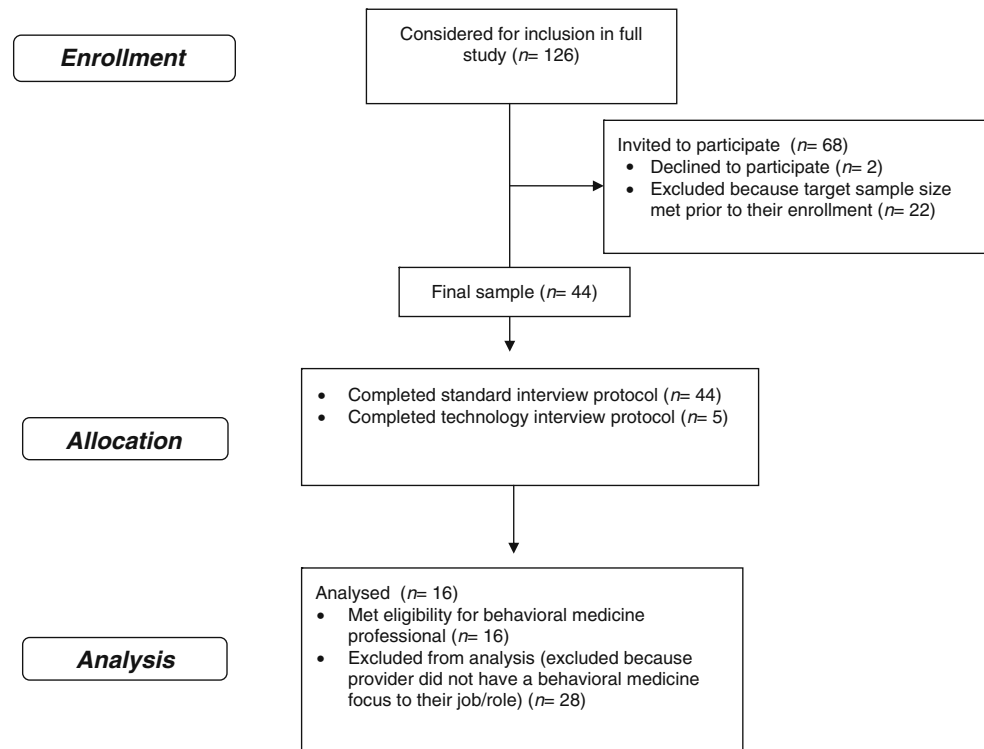 Considered for inclusion in full
study (n= 126)
Enrollment
Invited to participate (n= 68)
• Declined to participate (n= 2)
• Excluded because target sample size
met prior to their enrollment (n= 22)
Final sample (n= 44)
• Completed standard interview protocol (n= 44)
• Completed technology interview protocol (n= 5)
Allocation
Analysed (n= 16)
• Met eligibility for behavioral medicine
professional (n= 16)
• Excluded from analysis (excluded because
provider did not have a behavioral medicine
focus to their job/role) (n= 28)
Analysis